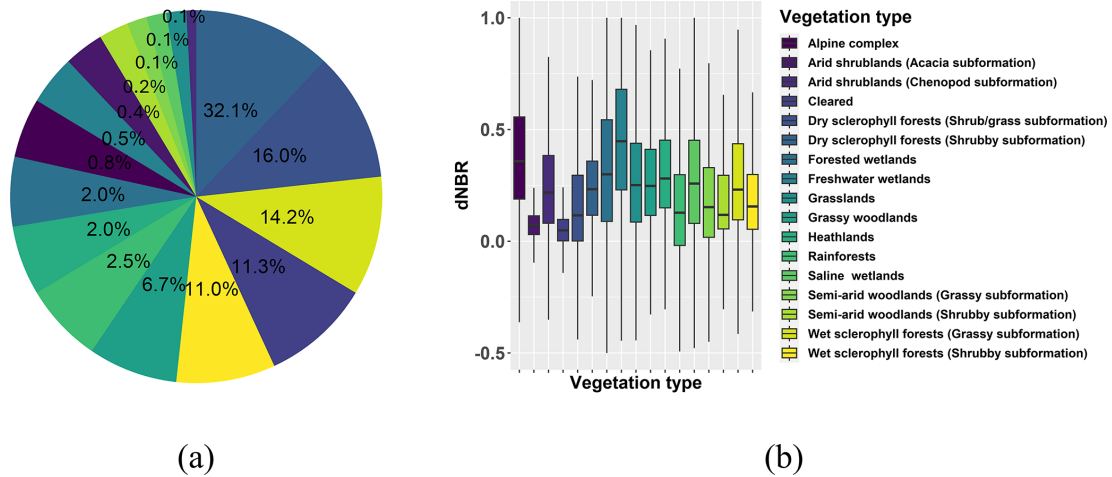 0.1%
0.1%
0.1%
0.2%
0.4%
0.5%
0.8%
2.0%
2.0%
2.5%
6.7%
11.0%
11.3%
14.2%
16.0%
32.1%
(a)
1.0
0.5
0.0
-0.5
dNBR
Vegetation type
(b)
Vegetation type
Alpine complex
Arid shrublands (Acacia subformation)
Arid shrublands (Chenopod subformation)
Cleared
Dry sclerophyll forests (Shrub/grass subformation)
Dry sclerophyll forests (Shrubby subformation)
Forested wetlands
Freshwater wetlands
Grasslands
Grassy woodlands
Heathlands
Rainforests
Saline wetlands
Semi-arid woodlands (Grassy subformation)
Semi-arid woodlands (Shrubby subformation)
Wet sclerophyll forests (Grassy subformation)
Wet sclerophyll forests (Shrubby subformation)